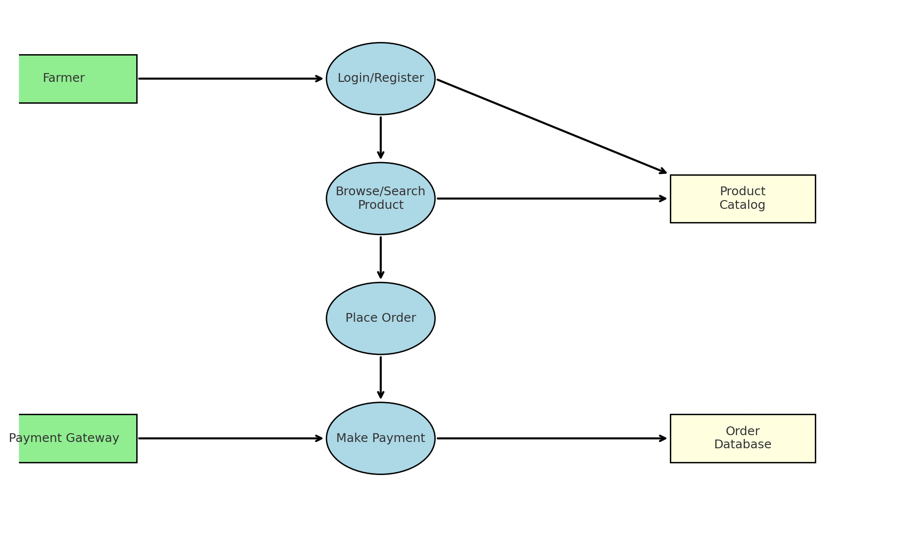 Farmer
Login/Register
Browse/Search
Product
Product
Catalog
Place Order
Payment Gateway
Make Payment
Order
Database